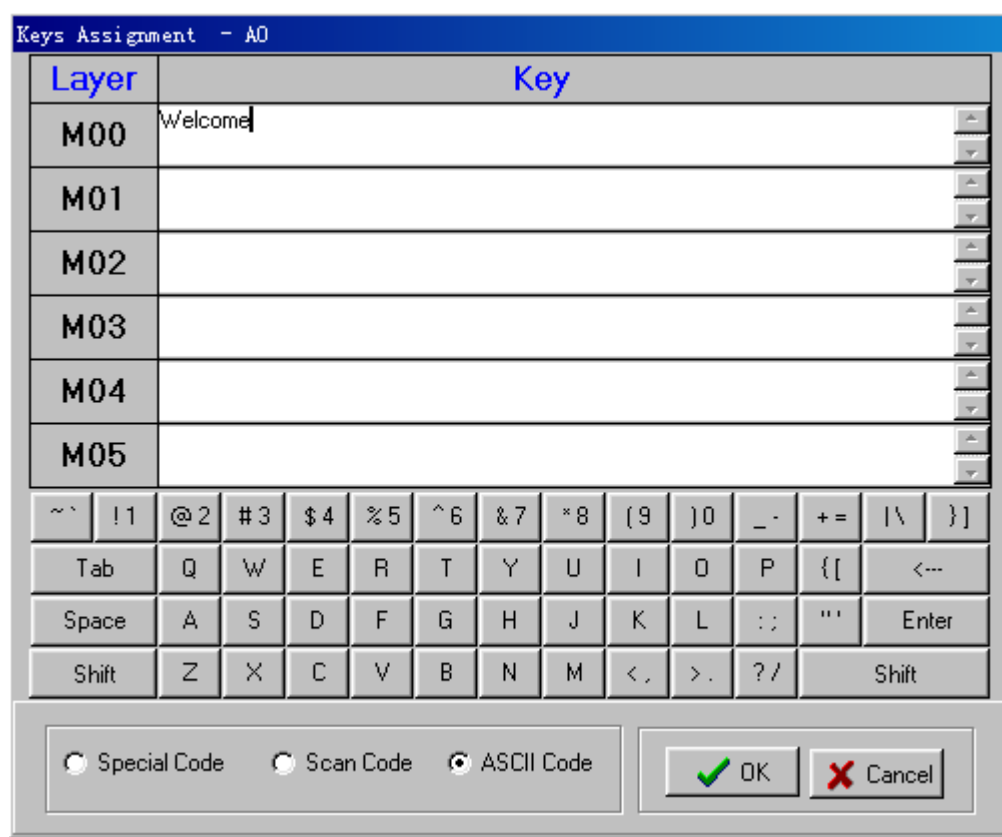 Keys Assignment - A0
Layer Key
M00 Welcome
M01
M02
M03
M04
M05
~ ` ! 1 @ 2 # 3 $ 4 % 5 ^ 6 & 7 * 8 ( 9 ) 0 _ - + = | \ } ]
Tab Q W E R T Y U I O P { [ <---
Space A S D F G H J K L : ; " ' Enter
Shift Z X C V B N M < , > . ? / Shift
Special Code Scan Code ASCII Code OK Cancel